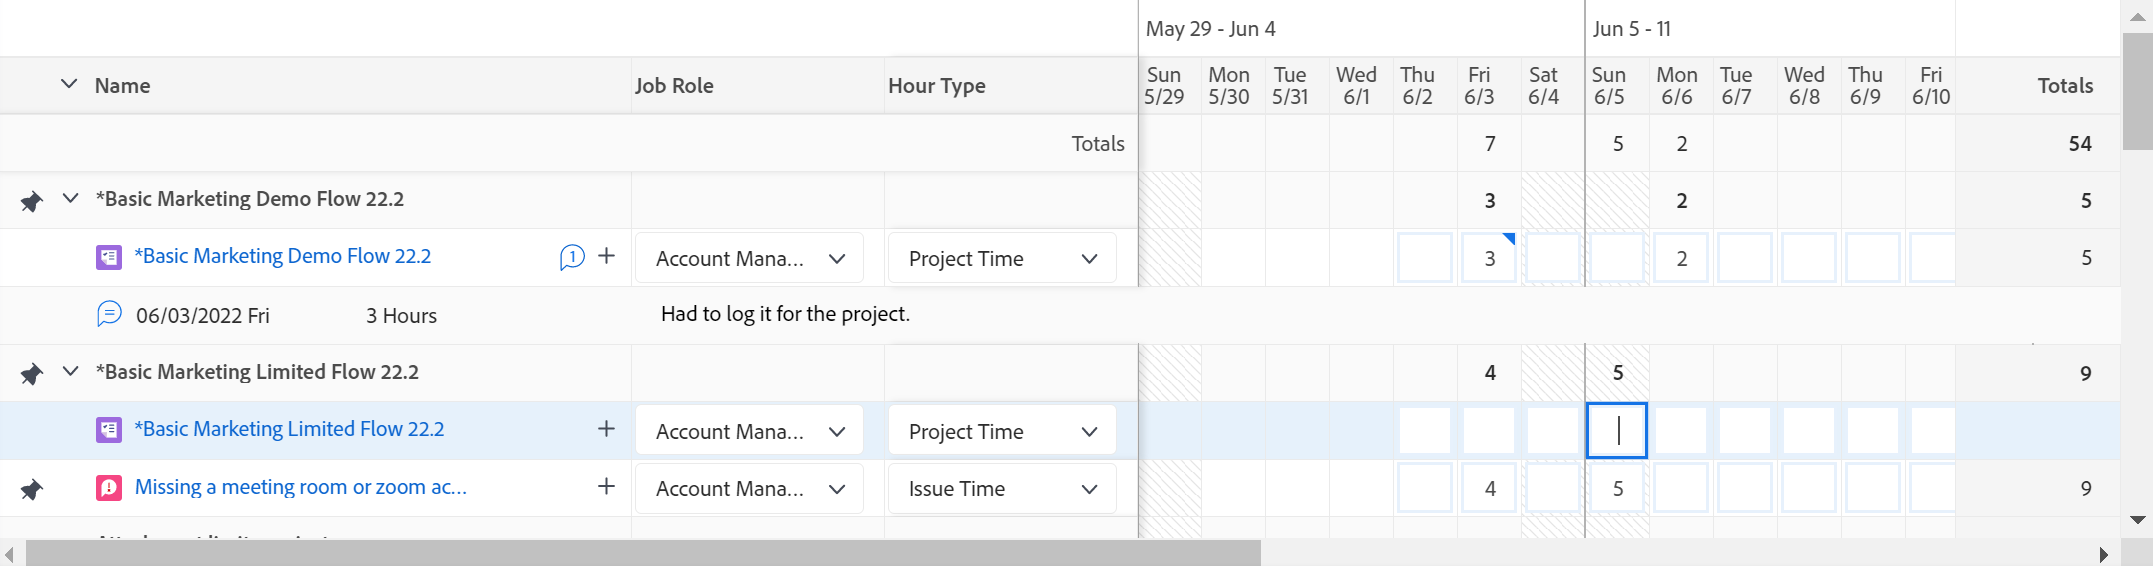 May 29 - Jun 4 Jun 5 - 11
Name Job Role Hour Type Sun 5/29 Mon 5/30 Tue 5/31 Wed 6/1 Thu 6/2 Fri 6/3 Sat 6/4 Sun 6/5 Mon 6/6 Tue 6/7 Wed 6/8 Thu 6/9 Fri 6/10 Totals
Totals 7 5 2 54
*Basic Marketing Demo Flow 22.2 3 2 5
*Basic Marketing Demo Flow 22.2 1 + Account Mana... Project Time 3 2 5
06/03/2022 Fri 3 Hours Had to log it for the project.
*Basic Marketing Limited Flow 22.2 4 5 9
*Basic Marketing Limited Flow 22.2 + Account Mana... Project Time
Missing a meeting room or zoom ac... + Account Mana... Issue Time 4 5 9